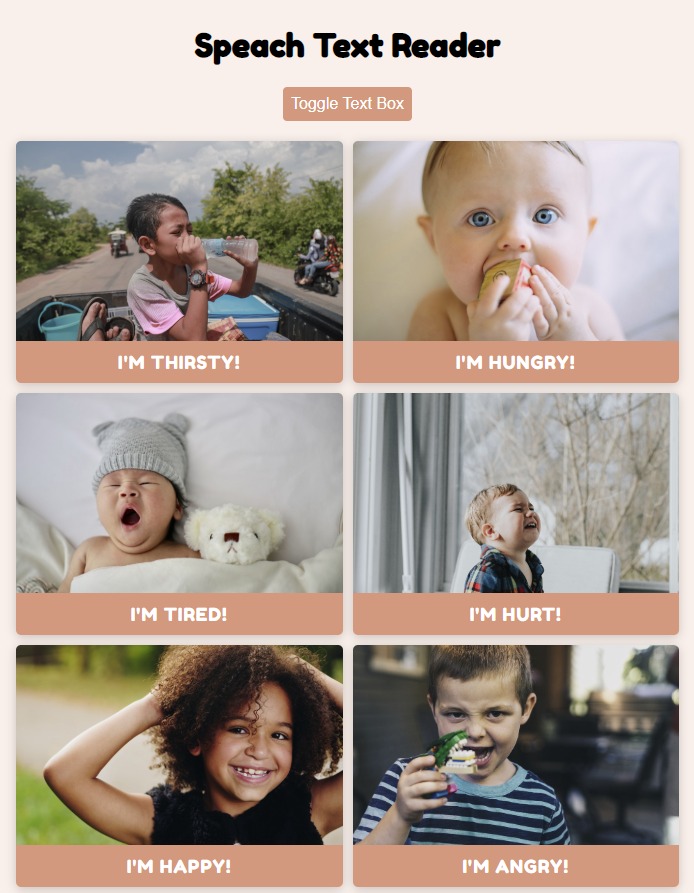 Speach Text Reader
Toggle Text Box
I'M THIRSTY!
I'M HUNGRY!
I'M TIRED!
I'M HURT!
I'M HAPPY!
I'M ANGRY!